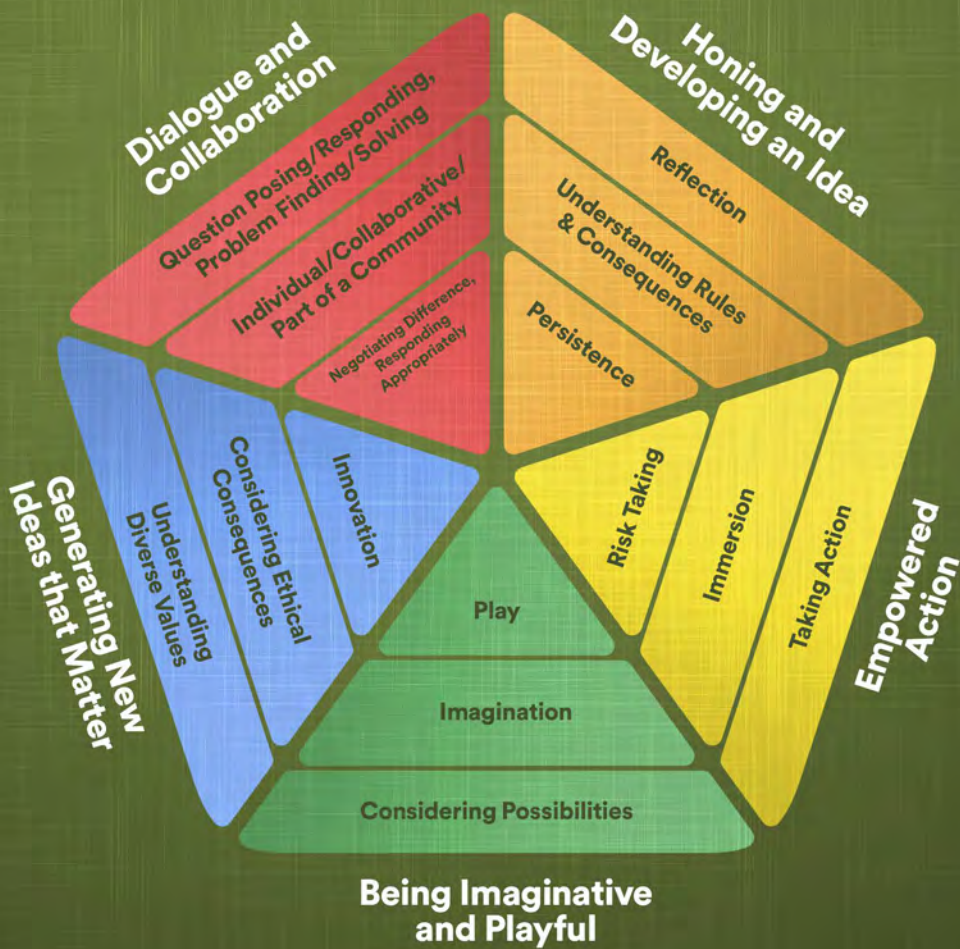 Dialogue and
Collaboration
Question Posing/Responding,
Problem Finding/Solving
Individual/Collaborative/
Part of a Community
Negotiating Difference,
Responding
Appropriately
Honing and
Developing an Idea
Reflection
Understanding Rules
& Consequences
Persistence
Empowered
Action
Risk Taking
Immersion
Taking Action
Being Imaginative
and Playful
Play
Imagination
Considering Possibilities
Generating New
Ideas that Matter
Innovation
Considering Ethical
Consequences
Understanding
Diverse Values